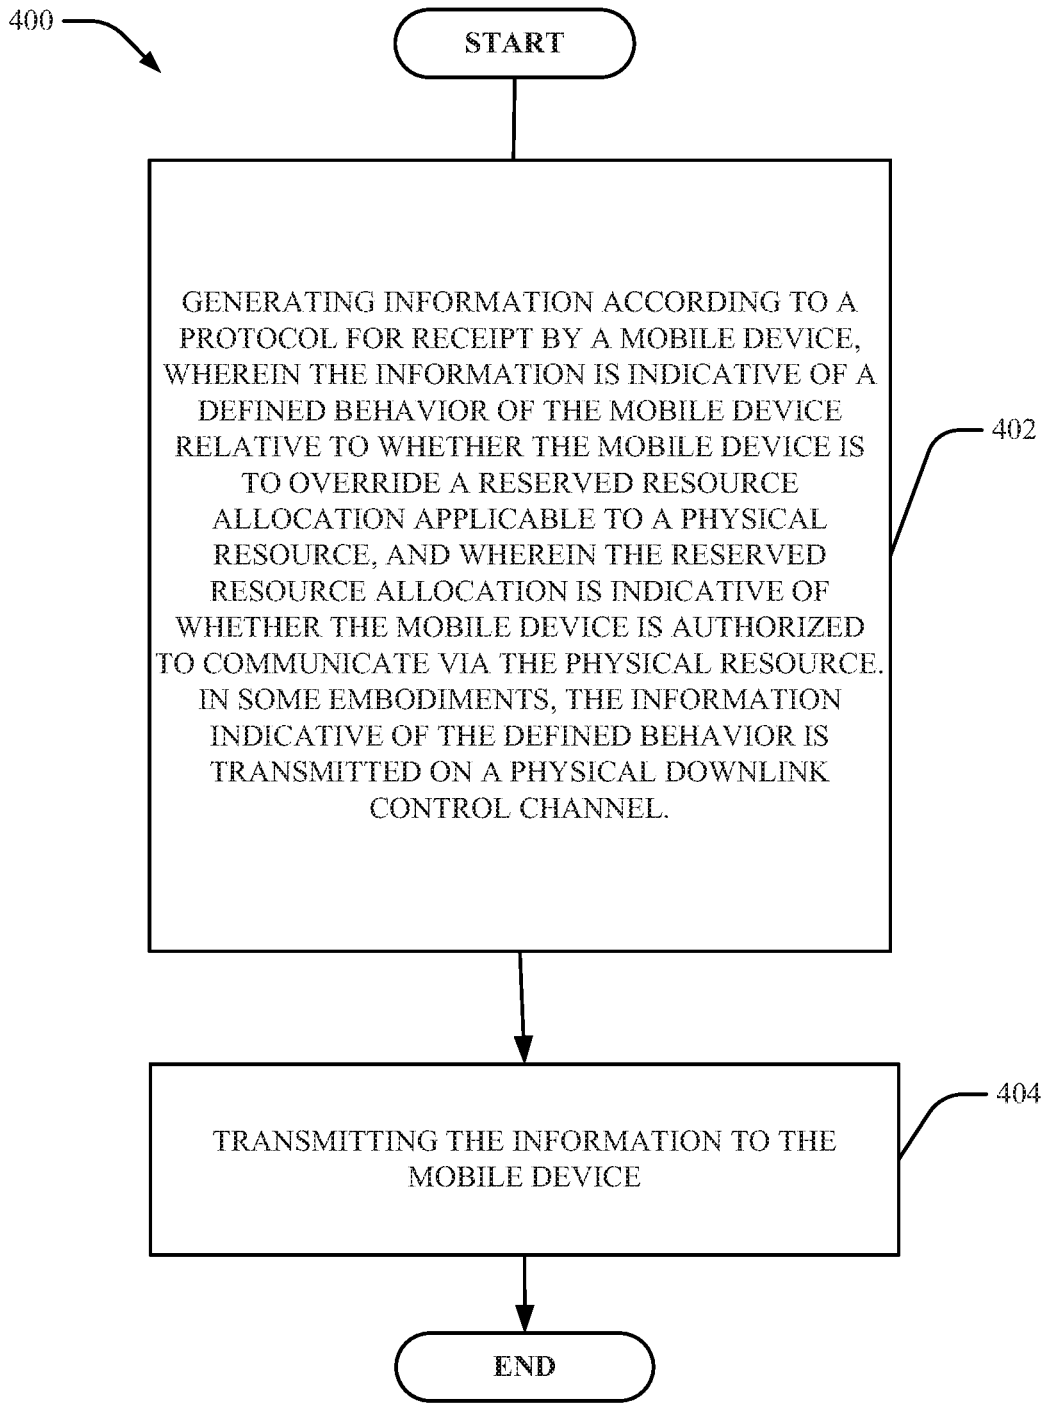 400
START
GENERATING INFORMATION ACCORDING TO A
PROTOCOL FOR RECEIPT BY A MOBILE DEVICE,
WHEREIN THE INFORMATION IS INDICATIVE OF A
DEFINED BEHAVIOR OF THE MOBILE DEVICE
RELATIVE TO WHETHER THE MOBILE DEVICE IS
TO OVERRIDE A RESERVED RESOURCE
ALLOCATION APPLICABLE TO A PHYSICAL
RESOURCE, AND WHEREIN THE RESERVED
RESOURCE ALLOCATION IS INDICATIVE OF
WHETHER THE MOBILE DEVICE IS AUTHORIZED
TO COMMUNICATE VIA THE PHYSICAL RESOURCE.
IN SOME EMBODIMENTS, THE INFORMATION
INDICATIVE OF THE DEFINED BEHAVIOR IS
TRANSMITTED ON A PHYSICAL DOWNLINK
CONTROL CHANNEL.
402
TRANSMITTING THE INFORMATION TO THE
MOBILE DEVICE
404
END